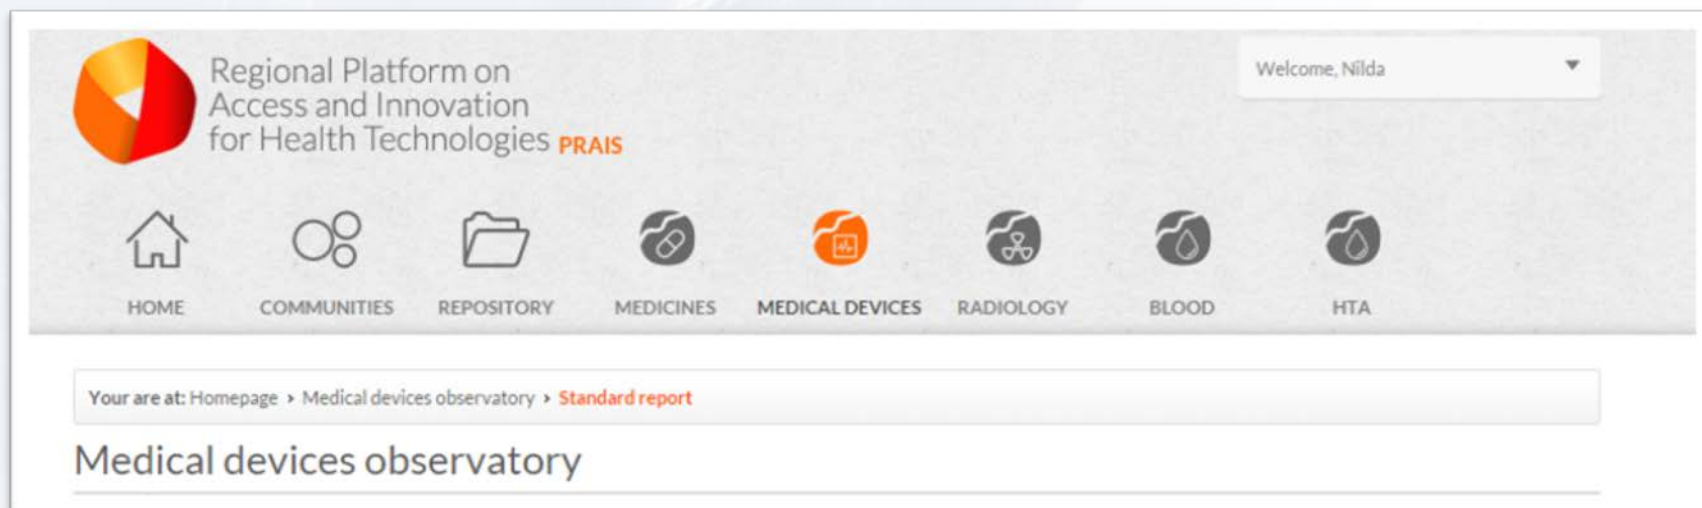 Regional Platform on
Access and Innovation
for Health Technologies PRAIS
Welcome, Nilda
HOME COMMUNITIES REPOSITORY MEDICINES MEDICAL DEVICES RADIOLOGY BLOOD HTA
Your are at: Homepage › Medical devices observatory › Standard report
Medical devices observatory